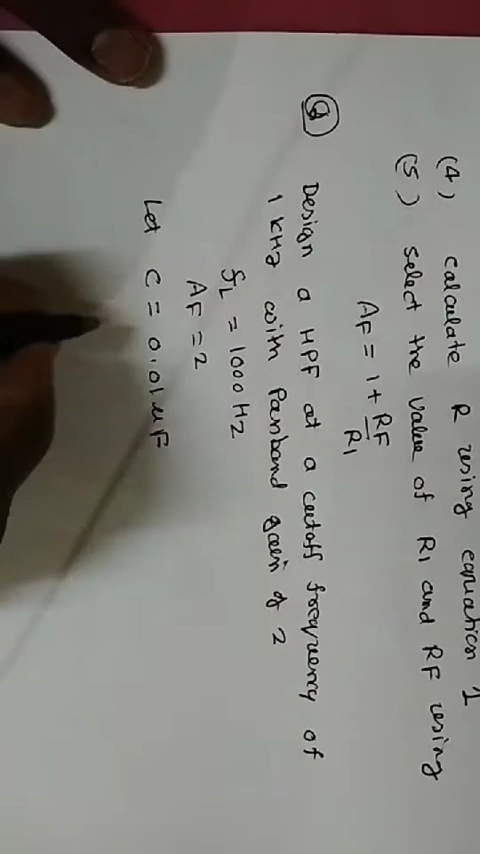 (4) calculate R using equation 1
(5) select the value of R1 and RF using
AF = 1 + RF/R1
Q Design a HPF at a cutoff frequency of
1 KHz with Passband gain of 2
fL = 1000 Hz
AF = 2
Let C = 0.01 μF